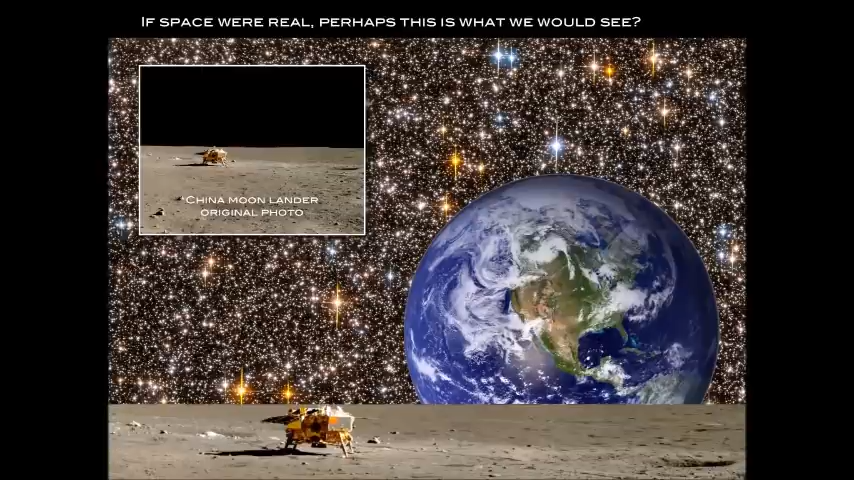 If space were real, perhaps this is what we would see?
*China moon lander
original photo